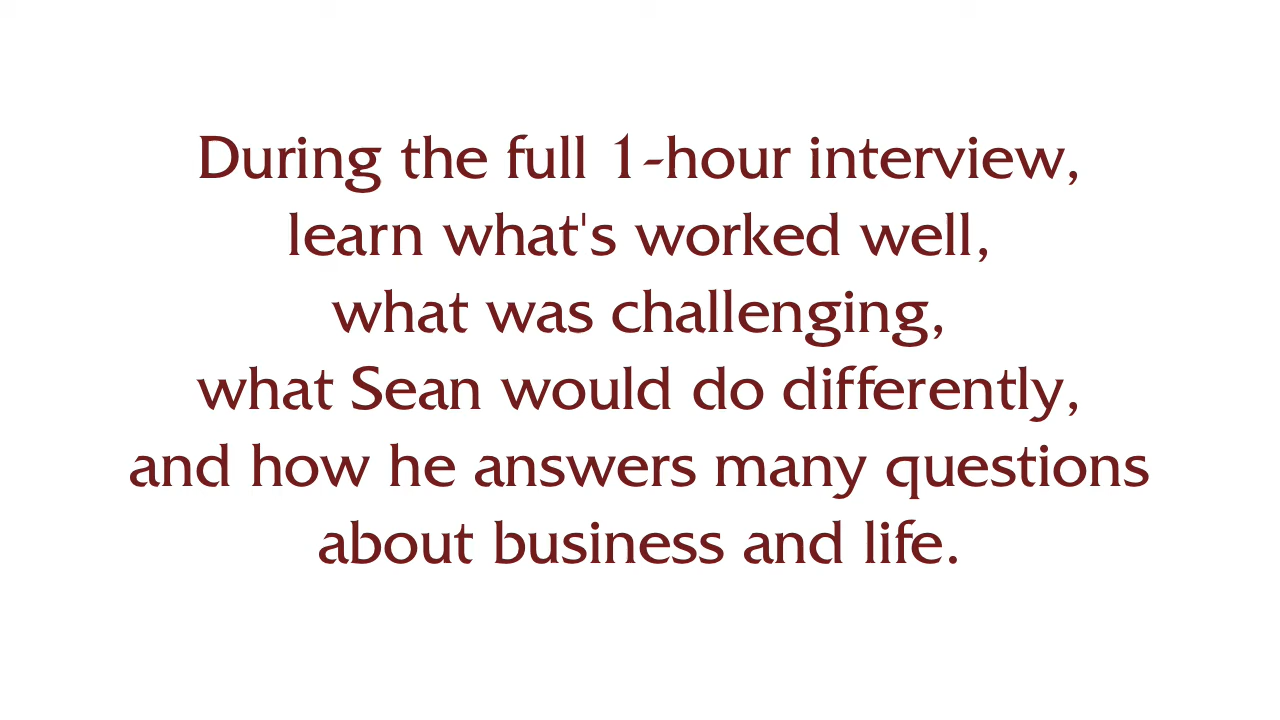 During the full 1-hour interview,
learn what's worked well,
what was challenging,
what Sean would do differently,
and how he answers many questions
about business and life.